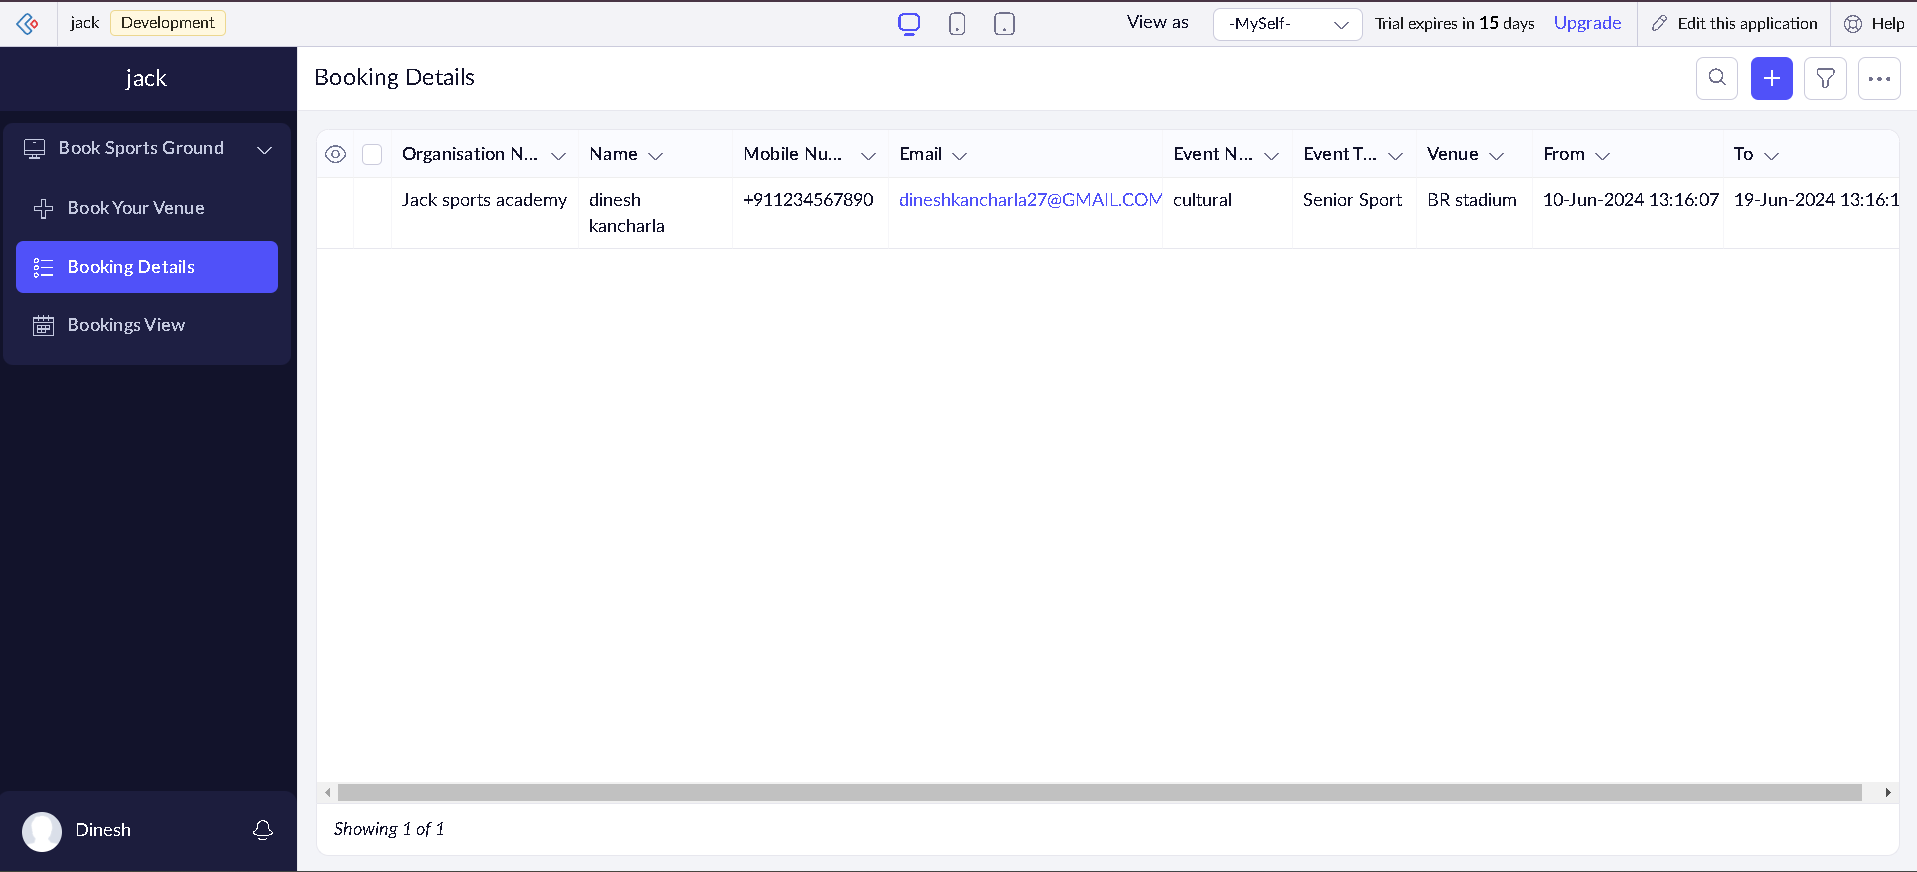 jack Development View as -MySelf- Trial expires in 15 days Upgrade Edit this application Help
jack
Booking Details
Book Sports Ground
Book Your Venue
Booking Details
Bookings View
Organisation N... Name Mobile Nu... Email Event N... Event T... Venue From To
Jack sports academy dinesh +911234567890 dineshkancharla27@GMAIL.COM cultural Senior Sport BR stadium 10-Jun-2024 13:16:07 19-Jun-2024 13:16:1
kancharla
Showing 1 of 1
Dinesh